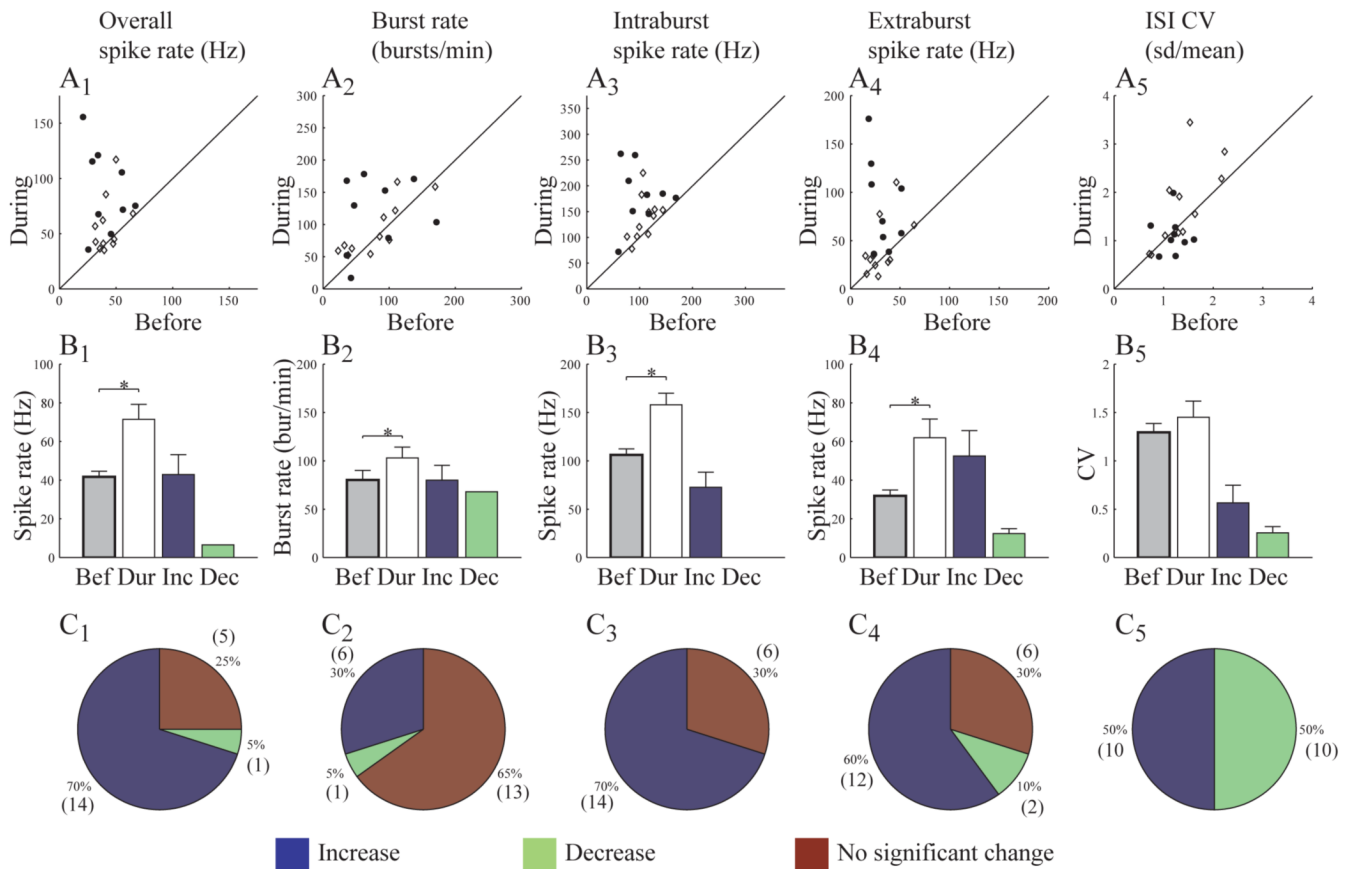 Overall
spike rate (Hz)
Burst rate
(bursts/min)
Intraburst
spike rate (Hz)
Extraburst
spike rate (Hz)
ISI CV
(sd/mean)
A1
During
150
100
50
0
0 50 100 150
Before
A2
During
300
250
200
150
100
50
0
0 100 200 300
Before
A3
During
350
300
250
200
150
100
50
0
0 100 200 300
Before
A4
During
200
150
100
50
0
0 50 100 150 200
Before
A5
During
4
3
2
1
0
0 1 2 3 4
Before
B1
Spike rate (Hz)
100
80
60
40
20
0
*
Bef Dur Inc Dec
B2
Burst rate (bur/min)
200
150
100
50
0
*
Bef Dur Inc Dec
B3
Spike rate (Hz)
200
150
100
50
0
*
Bef Dur Inc Dec
B4
Spike rate (Hz)
100
80
60
40
20
0
*
Bef Dur Inc Dec
B5
CV
2
1.5
1
0.5
0
Bef Dur Inc Dec
C1
(5)
25%
5%
(1)
70%
(14)
C2
(6)
30%
5%
(1)
65%
(13)
C3
(6)
30%
70%
(14)
C4
(6)
30%
60%
(12)
10%
(2)
C5
50%
(10)
50%
(10)
Increase
Decrease
No significant change